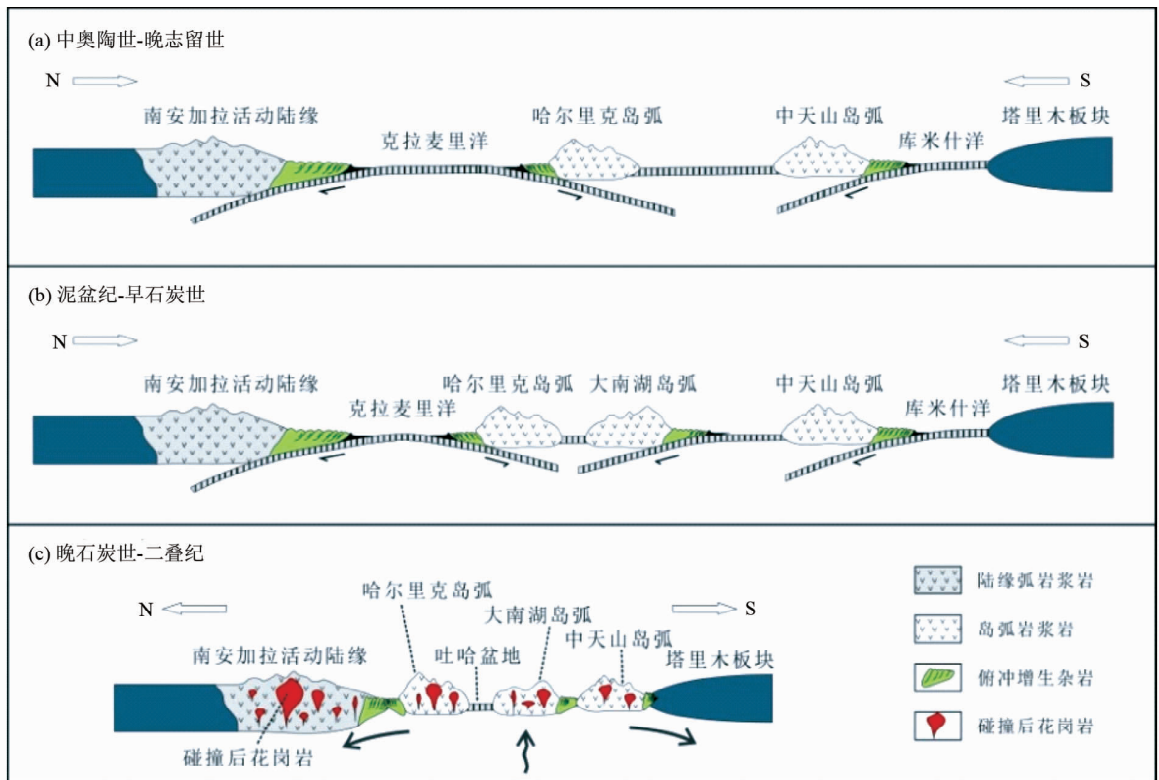 (a) 中奥陶世-晚志留世
N
S
南安加拉活动陆缘
克拉麦里洋
哈尔里克岛弧
中天山岛弧
库米什洋
塔里木板块
(b) 泥盆纪-早石炭世
N
S
南安加拉活动陆缘
克拉麦里洋
哈尔里克岛弧
大南湖岛弧
中天山岛弧
库米什洋
塔里木板块
(c) 晚石炭世-二叠纪
N
S
哈尔里克岛弧
大南湖岛弧
中天山岛弧
南安加拉活动陆缘
吐哈盆地
塔里木板块
碰撞后花岗岩
陆缘弧岩浆岩
岛弧岩浆岩
俯冲增生杂岩
碰撞后花岗岩